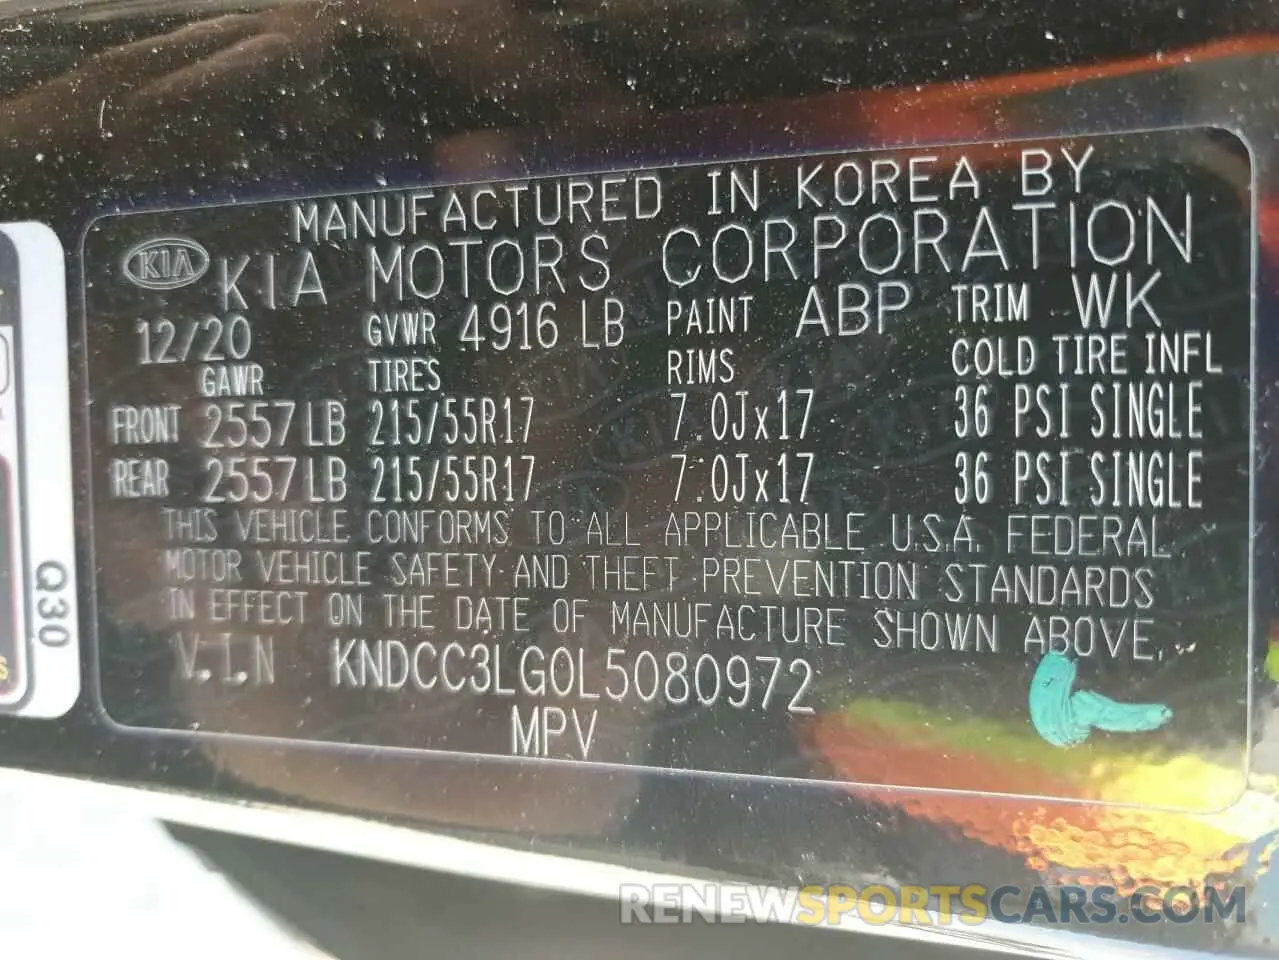 MANUFACTURED IN KOREA BY
KIA KIA MOTORS CORPORATION
12/20 GVWR 4916 LB PAINT ABP TRIM WK
GAWR TIRES RIMS COLD TIRE INFL
FRONT 2557 LB 215/55R17 7.0Jx17 36 PSI SINGLE
REAR 2557 LB 215/55R17 7.0Jx17 36 PSI SINGLE
THIS VEHICLE CONFORMS TO ALL APPLICABLE U.S.A. FEDERAL
MOTOR VEHICLE SAFETY AND THEFT PREVENTION STANDARDS
IN EFFECT ON THE DATE OF MANUFACTURE SHOWN ABOVE.
V.I.N KNDCC3LG0L5080972
MPV
Q30
RENEWSPORTSCARS.COM